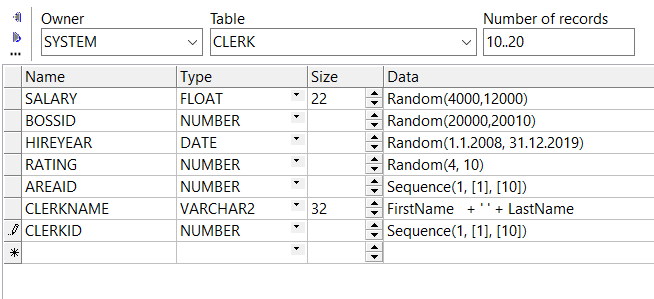 Owner Table Number of records
SYSTEM CLERK 10..20
Name Type Size Data
SALARY FLOAT 22 Random(4000,12000)
BOSSID NUMBER Random(20000,20010)
HIREYEAR DATE Random(1.1.2008, 31.12.2019)
RATING NUMBER Random(4, 10)
AREAID NUMBER Sequence(1, [1], [10])
CLERKNAME VARCHAR2 32 FirstName + ' ' + LastName
CLERKID NUMBER Sequence(1, [1], [10])